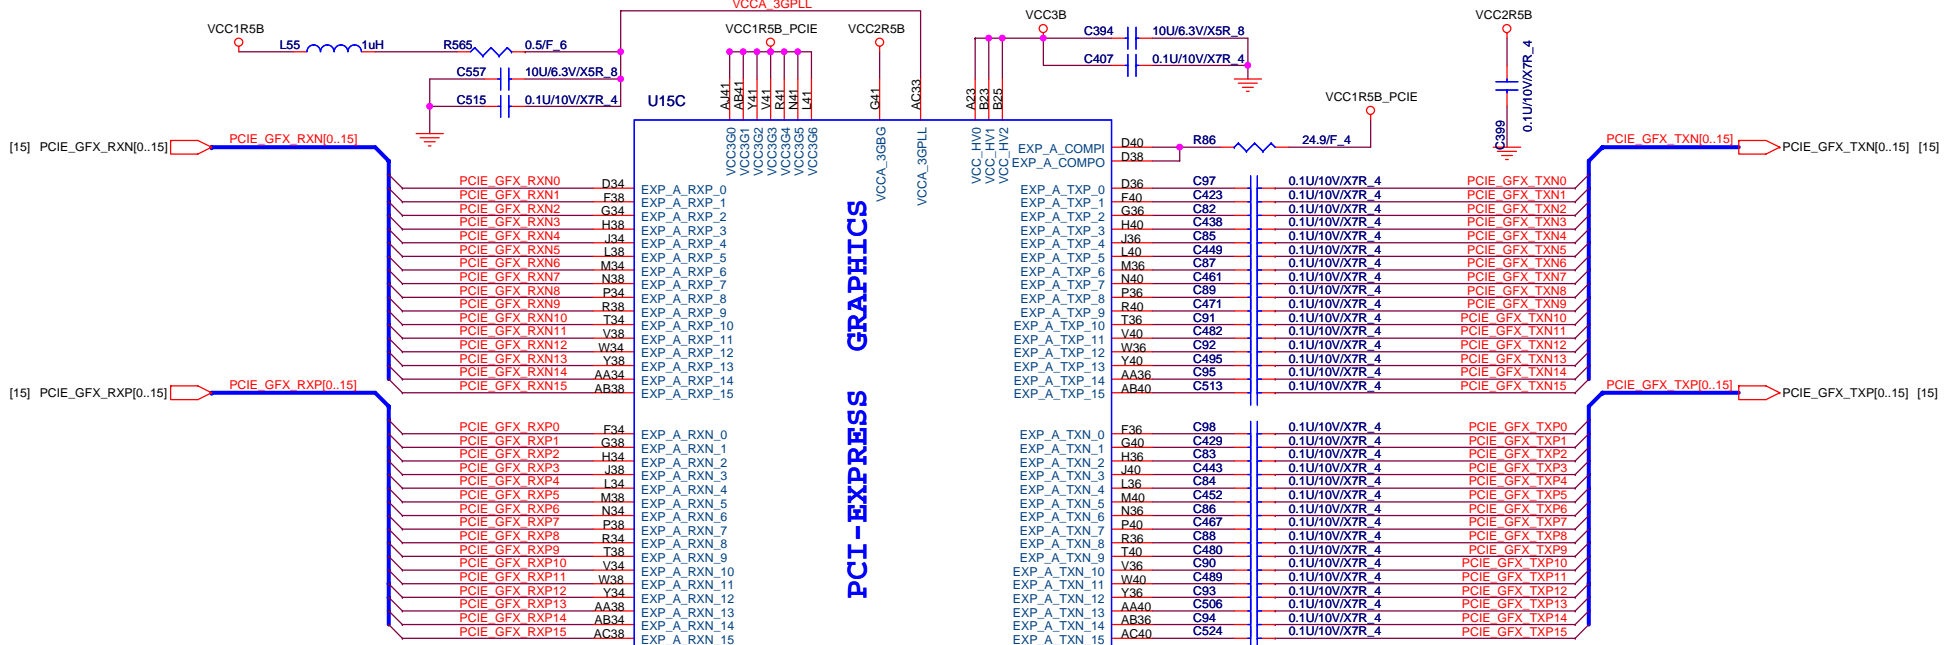 VCCA_3GPLL
VCC1R5B
L55 1uH
R565 0.5/F_6
C557 10U/6.3V/X5R_8
C515 0.1U/10V/X7R_4
VCC1R5B_PCIE
VCC2R5B
VCC3B
C394 10U/6.3V/X5R_8
C407 0.1U/10V/X7R_4
VCC2R5B
C399 0.1U/10V/X7R_4
VCC1R5B_PCIE
U15C
AJ41 AB41 Y41 V41 R41 N41 L41 G41 AC33 A23 B23 B25
VCC3G0 VCC3G1 VCC3G2 VCC3G3 VCC3G4 VCC3G5 VCC3G6 VCCA_3GBG VCCA_3GPLL VCC_HV0 VCC_HV1 VCC_HV2
EXP_A_COMPI D40 R86 24.9/F_4
EXP_A_COMPO D38
[15] PCIE_GFX_RXN[0..15] PCIE_GFX_RXN[0..15]
PCIE_GFX_TXN[0..15] PCIE_GFX_TXN[0..15] [15]
PCIE_GFX_RXN0 D34 EXP_A_RXP_0 EXP_A_TXP_0 D36 C97 0.1U/10V/X7R_4 PCIE_GFX_TXN0
PCIE_GFX_RXN1 F38 EXP_A_RXP_1 EXP_A_TXP_1 F40 C423 0.1U/10V/X7R_4 PCIE_GFX_TXN1
PCIE_GFX_RXN2 G34 EXP_A_RXP_2 EXP_A_TXP_2 G36 C82 0.1U/10V/X7R_4 PCIE_GFX_TXN2
PCIE_GFX_RXN3 H38 EXP_A_RXP_3 EXP_A_TXP_3 H40 C438 0.1U/10V/X7R_4 PCIE_GFX_TXN3
PCIE_GFX_RXN4 J34 EXP_A_RXP_4 EXP_A_TXP_4 J36 C85 0.1U/10V/X7R_4 PCIE_GFX_TXN4
PCIE_GFX_RXN5 L38 EXP_A_RXP_5 EXP_A_TXP_5 L40 C449 0.1U/10V/X7R_4 PCIE_GFX_TXN5
PCIE_GFX_RXN6 M34 EXP_A_RXP_6 EXP_A_TXP_6 M36 C87 0.1U/10V/X7R_4 PCIE_GFX_TXN6
PCIE_GFX_RXN7 N38 EXP_A_RXP_7 EXP_A_TXP_7 N40 C461 0.1U/10V/X7R_4 PCIE_GFX_TXN7
PCIE_GFX_RXN8 P34 EXP_A_RXP_8 EXP_A_TXP_8 P36 C89 0.1U/10V/X7R_4 PCIE_GFX_TXN8
PCIE_GFX_RXN9 R38 EXP_A_RXP_9 EXP_A_TXP_9 R40 C471 0.1U/10V/X7R_4 PCIE_GFX_TXN9
PCIE_GFX_RXN10 T34 EXP_A_RXP_10 EXP_A_TXP_10 T36 C91 0.1U/10V/X7R_4 PCIE_GFX_TXN10
PCIE_GFX_RXN11 V38 EXP_A_RXP_11 EXP_A_TXP_11 V40 C482 0.1U/10V/X7R_4 PCIE_GFX_TXN11
PCIE_GFX_RXN12 W34 EXP_A_RXP_12 EXP_A_TXP_12 W36 C92 0.1U/10V/X7R_4 PCIE_GFX_TXN12
PCIE_GFX_RXN13 Y38 EXP_A_RXP_13 EXP_A_TXP_13 Y40 C495 0.1U/10V/X7R_4 PCIE_GFX_TXN13
PCIE_GFX_RXN14 AA34 EXP_A_RXP_14 EXP_A_TXP_14 AA36 C95 0.1U/10V/X7R_4 PCIE_GFX_TXN14
PCIE_GFX_RXN15 AB38 EXP_A_RXP_15 EXP_A_TXP_15 AB40 C513 0.1U/10V/X7R_4 PCIE_GFX_TXN15
PCI-EXPRESS GRAPHICS
[15] PCIE_GFX_RXP[0..15] PCIE_GFX_RXP[0..15]
PCIE_GFX_TXP[0..15] PCIE_GFX_TXP[0..15] [15]
PCIE_GFX_RXP0 F34 EXP_A_RXN_0 EXP_A_TXN_0 F36 C98 0.1U/10V/X7R_4 PCIE_GFX_TXP0
PCIE_GFX_RXP1 G38 EXP_A_RXN_1 EXP_A_TXN_1 G40 C429 0.1U/10V/X7R_4 PCIE_GFX_TXP1
PCIE_GFX_RXP2 H34 EXP_A_RXN_2 EXP_A_TXN_2 H36 C83 0.1U/10V/X7R_4 PCIE_GFX_TXP2
PCIE_GFX_RXP3 J38 EXP_A_RXN_3 EXP_A_TXN_3 J40 C443 0.1U/10V/X7R_4 PCIE_GFX_TXP3
PCIE_GFX_RXP4 L34 EXP_A_RXN_4 EXP_A_TXN_4 L36 C84 0.1U/10V/X7R_4 PCIE_GFX_TXP4
PCIE_GFX_RXP5 M38 EXP_A_RXN_5 EXP_A_TXN_5 M40 C452 0.1U/10V/X7R_4 PCIE_GFX_TXP5
PCIE_GFX_RXP6 N34 EXP_A_RXN_6 EXP_A_TXN_6 N36 C86 0.1U/10V/X7R_4 PCIE_GFX_TXP6
PCIE_GFX_RXP7 P38 EXP_A_RXN_7 EXP_A_TXN_7 P40 C467 0.1U/10V/X7R_4 PCIE_GFX_TXP7
PCIE_GFX_RXP8 R34 EXP_A_RXN_8 EXP_A_TXN_8 R36 C88 0.1U/10V/X7R_4 PCIE_GFX_TXP8
PCIE_GFX_RXP9 T38 EXP_A_RXN_9 EXP_A_TXN_9 T40 C480 0.1U/10V/X7R_4 PCIE_GFX_TXP9
PCIE_GFX_RXP10 V34 EXP_A_RXN_10 EXP_A_TXN_10 V36 C90 0.1U/10V/X7R_4 PCIE_GFX_TXP10
PCIE_GFX_RXP11 W38 EXP_A_RXN_11 EXP_A_TXN_11 W40 C489 0.1U/10V/X7R_4 PCIE_GFX_TXP11
PCIE_GFX_RXP12 Y34 EXP_A_RXN_12 EXP_A_TXN_12 Y36 C93 0.1U/10V/X7R_4 PCIE_GFX_TXP12
PCIE_GFX_RXP13 AA38 EXP_A_RXN_13 EXP_A_TXN_13 AA40 C506 0.1U/10V/X7R_4 PCIE_GFX_TXP13
PCIE_GFX_RXP14 AB34 EXP_A_RXN_14 EXP_A_TXN_14 AB36 C94 0.1U/10V/X7R_4 PCIE_GFX_TXP14
PCIE_GFX_RXP15 AC38 EXP_A_RXN_15 EXP_A_TXN_15 AC40 C524 0.1U/10V/X7R_4 PCIE_GFX_TXP15